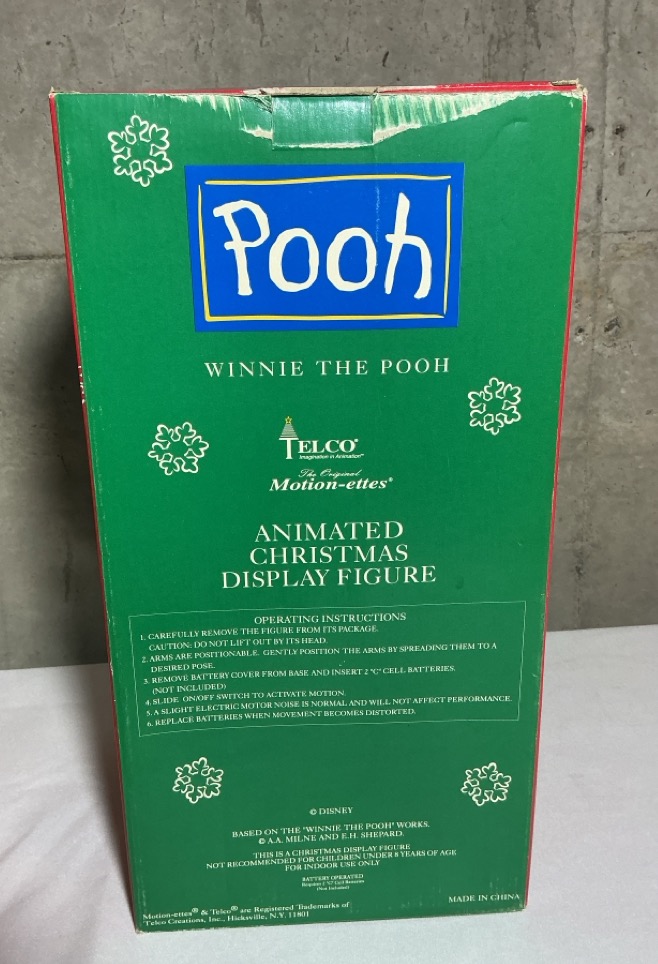 Pooh
WINNIE THE POOH
TELCO®
Imagination in Animation™
The Original
Motion-ettes®
ANIMATED
CHRISTMAS
DISPLAY FIGURE
OPERATING INSTRUCTIONS
1. CAREFULLY REMOVE THE FIGURE FROM ITS PACKAGE.
CAUTION: DO NOT LIFT OUT BY ITS HEAD.
2. ARMS ARE POSITIONABLE. GENTLY POSITION THE ARMS BY SPREADING THEM TO A
DESIRED POSE.
3. REMOVE BATTERY COVER FROM BASE AND INSERT 2 "C" CELL BATTERIES.
(NOT INCLUDED)
4. SLIDE ON/OFF SWITCH TO ACTIVATE MOTION.
5. A SLIGHT ELECTRIC MOTOR NOISE IS NORMAL AND WILL NOT AFFECT PERFORMANCE.
6. REPLACE BATTERIES WHEN MOVEMENT BECOMES DISTORTED.
© DISNEY
BASED ON THE "WINNIE THE POOH" WORKS.
© A.A. MILNE AND E.H. SHEPARD.
THIS IS A CHRISTMAS DISPLAY FIGURE
NOT RECOMMENDED FOR CHILDREN UNDER 8 YEARS OF AGE
FOR INDOOR USE ONLY
BATTERY OPERATED
Requires 2 "C" Cell Batteries
(Not Included)
Motion-ettes® & Telco® are Registered Trademarks of
Telco Creations, Inc., Hicksville, N.Y. 11801
MADE IN CHINA